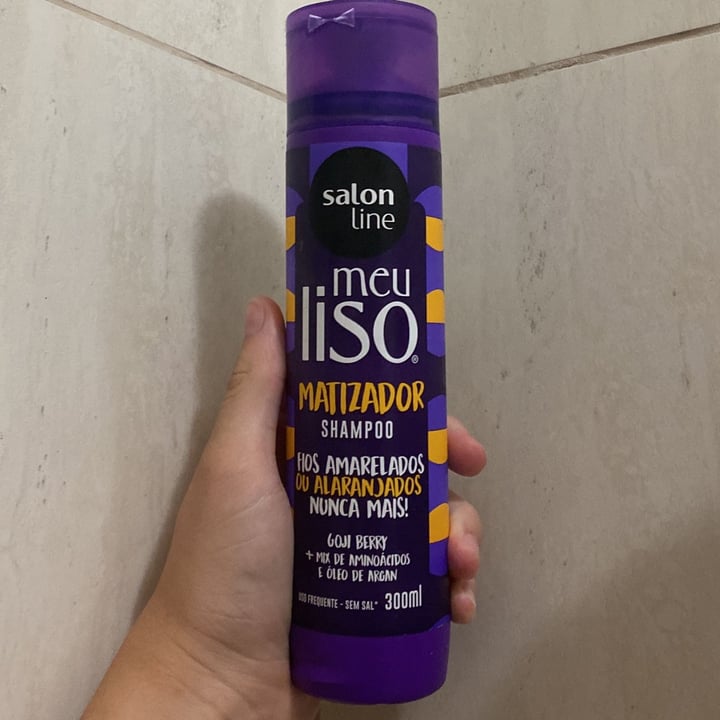 salon
line
meu
liso®
MATIZADOR
SHAMPOO
FIOS AMARELADOS
OU ALARANJADOS
NUNCA MAIS!
GOJI BERRY
+ MIX DE AMINOÁCIDOS
E ÓLEO DE ARGAN
USO FREQUENTE - SEM SAL* 300ml